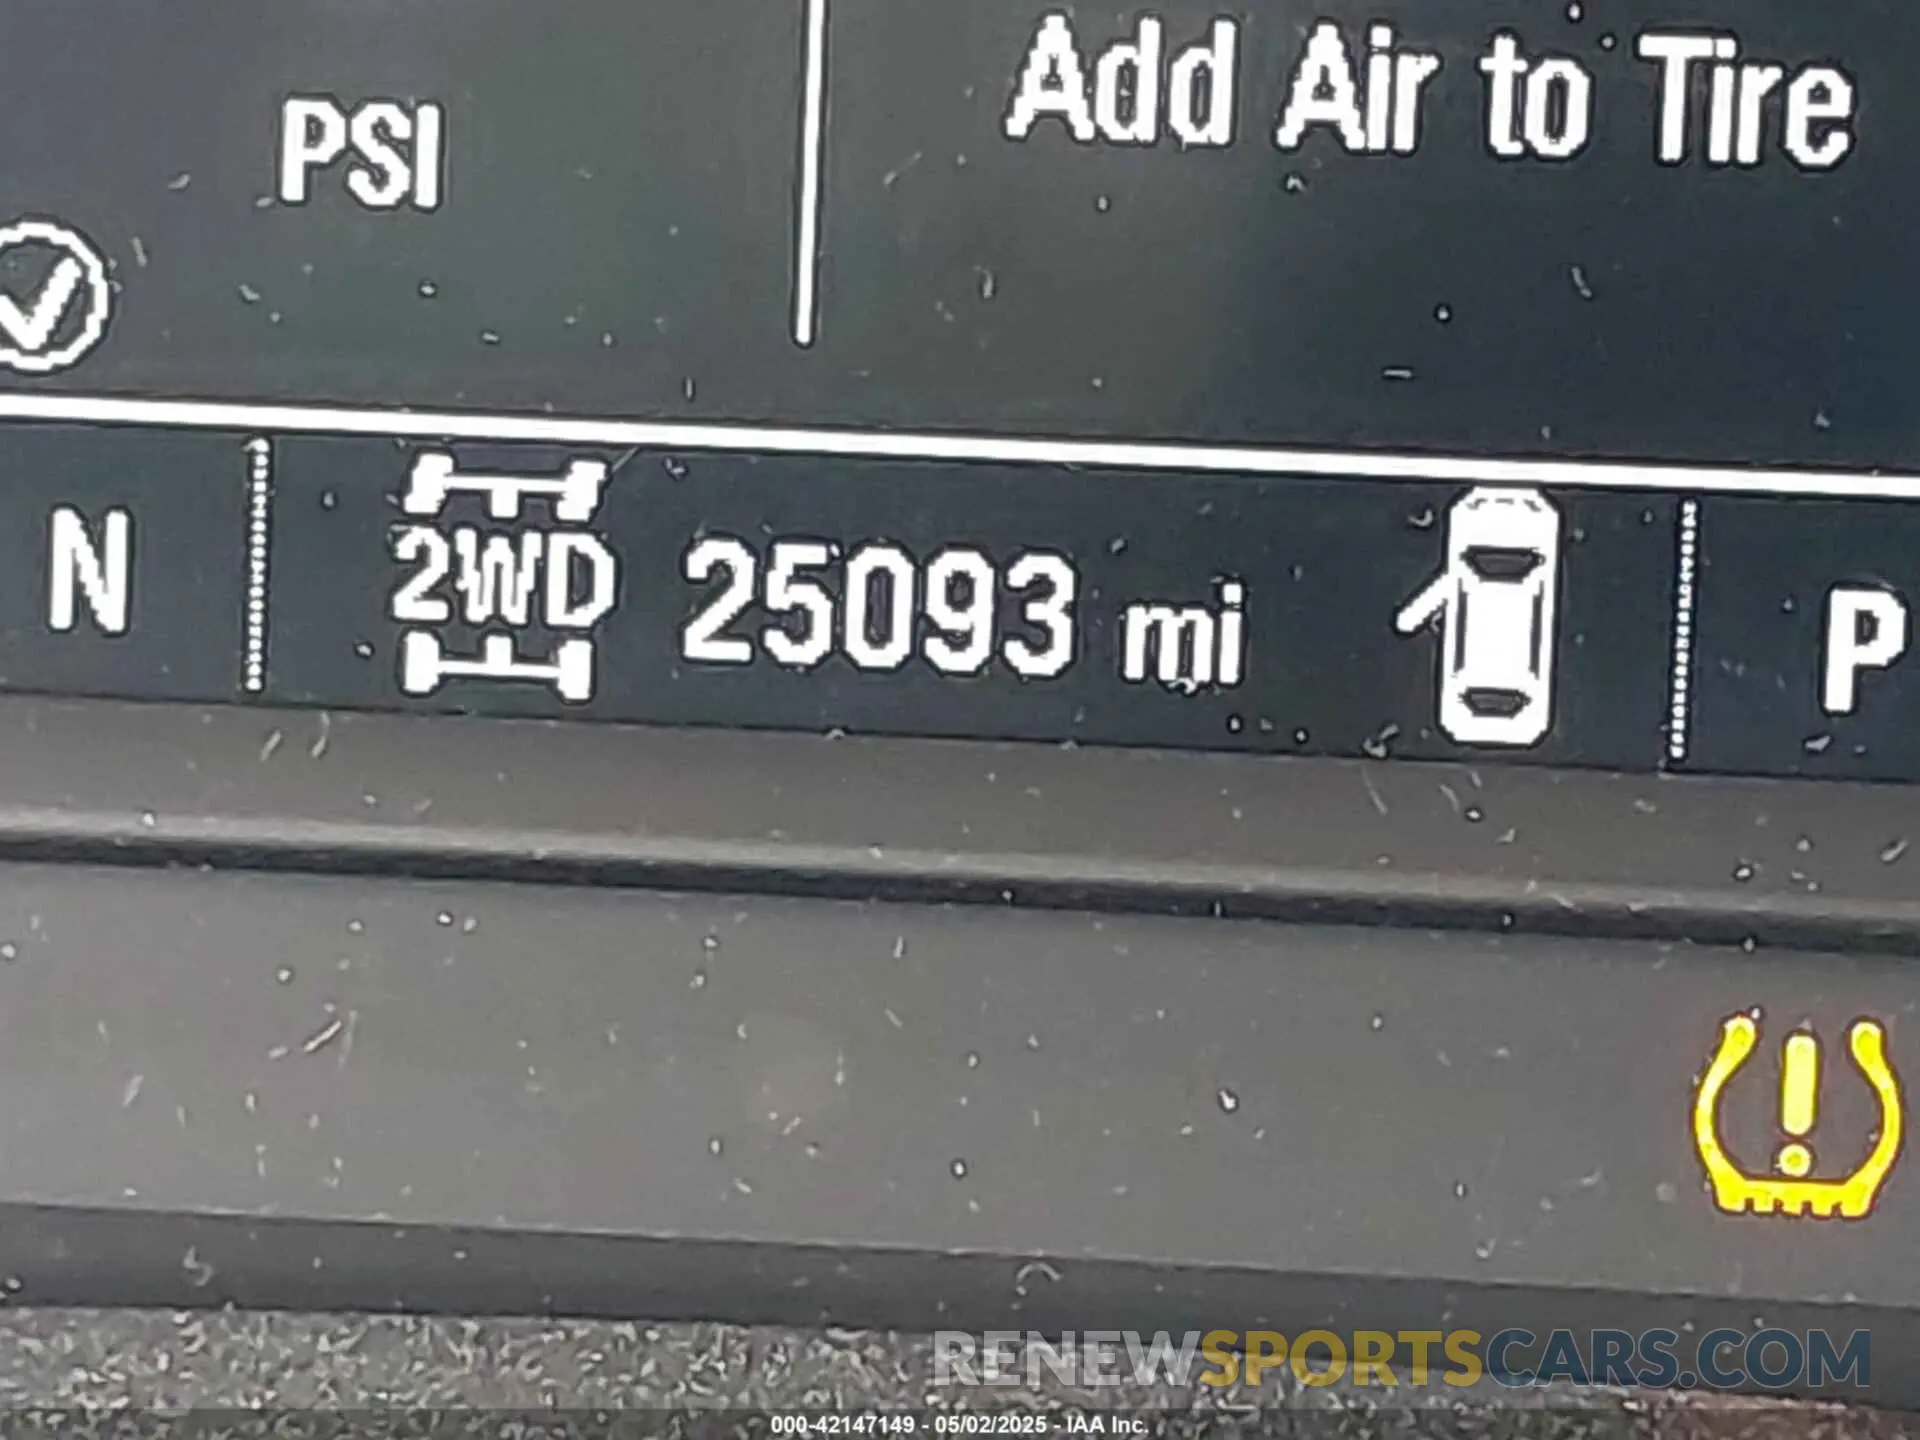 PSI
Add Air to Tire
N
2WD
25093 mi
P
RENEWSPORTSCARS.COM
000-42147149 - 05/02/2025 - IAA Inc.